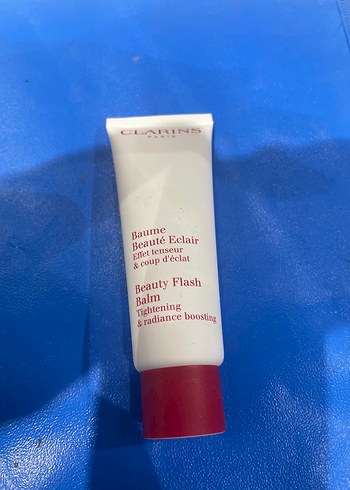 CLARINS
PARIS
Baume
Beauté Eclair
Effet tenseur
& coup d'éclat
Beauty Flash
Balm
Tightening
& radiance boosting